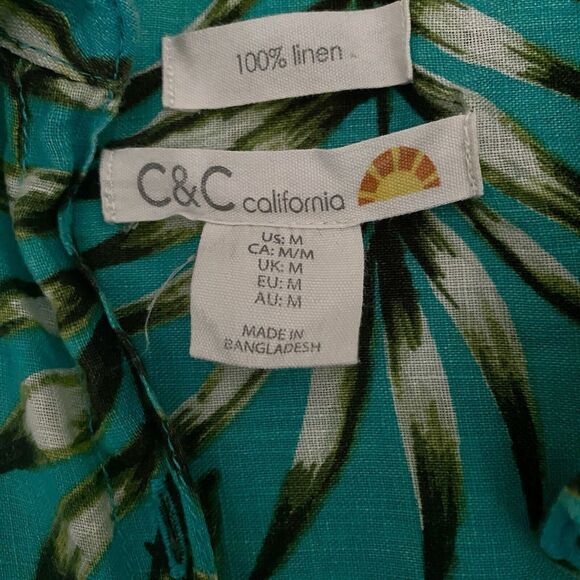 100% linen
C&C california
US: M
CA: M/M
UK: M
EU: M
AU: M
MADE IN
BANGLADESH